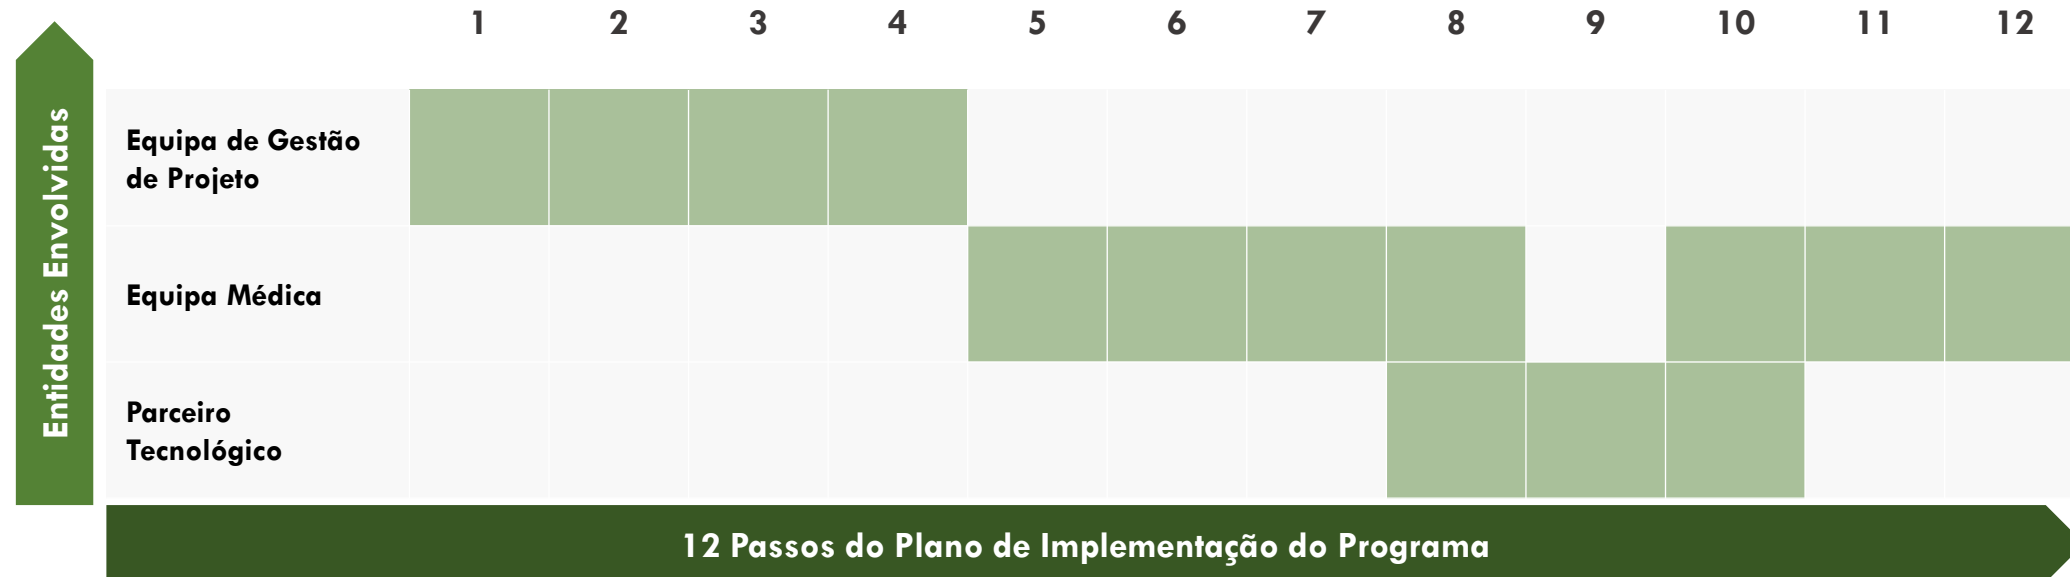 1 2 3 4 5 6 7 8 9 10 11 12
Entidades Envolvidas
Equipa de Gestão
de Projeto
Equipa Médica
Parceiro
Tecnológico
12 Passos do Plano de Implementação do Programa